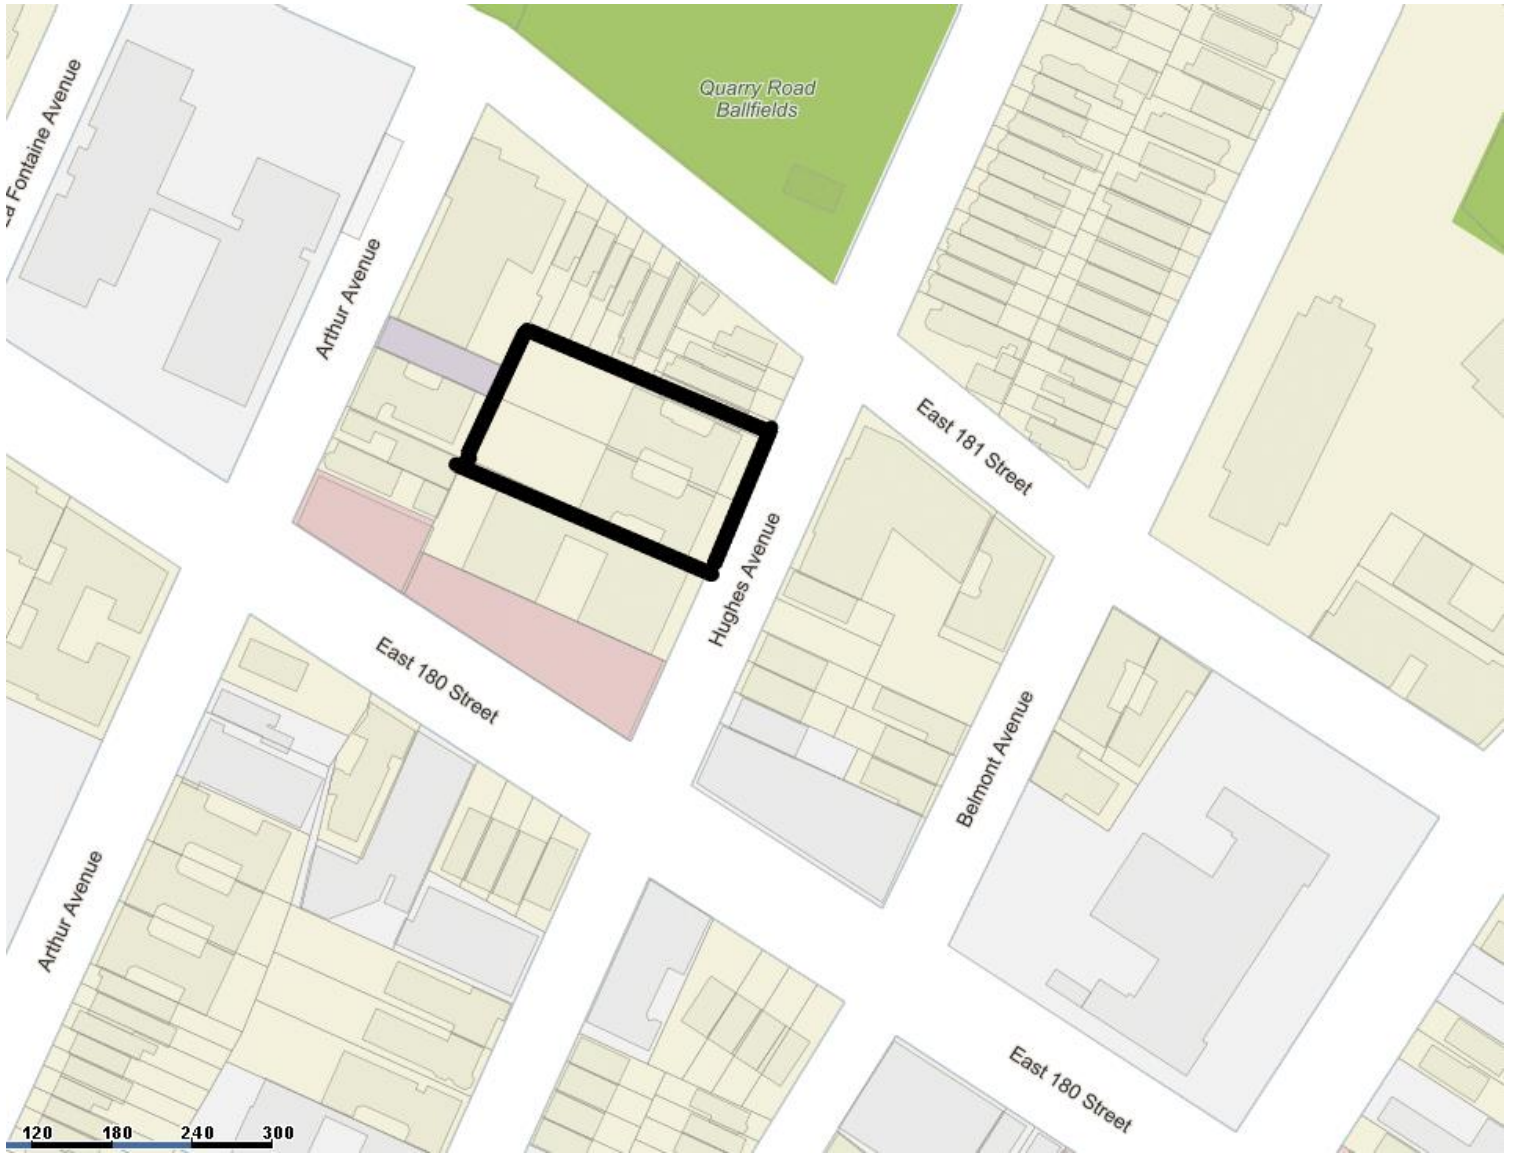 La Fontaine Avenue
Quarry Road
Ballfields
Arthur Avenue
East 181 Street
Hughes Avenue
East 180 Street
Belmont Avenue
Arthur Avenue
East 180 Street
120 180 240 300